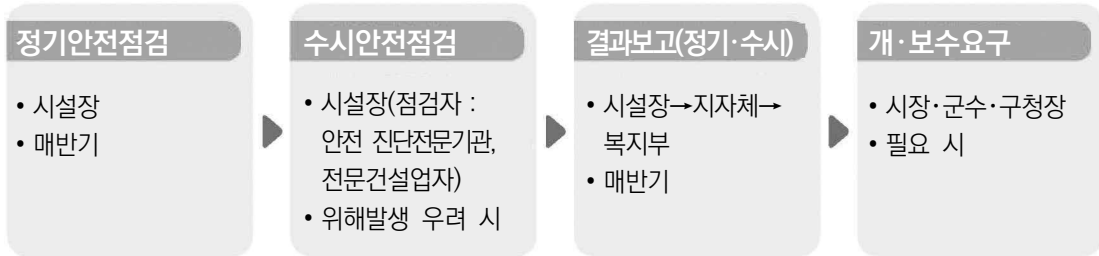 정기안전점검
• 시설장
• 매반기
수시안전점검
• 시설장(점검자 :
안전 진단전문기관,
전문건설업자)
• 위해발생 우려 시
결과보고(정기·수시)
• 시설장→지자체→
복지부
• 매반기
개·보수요구
• 시장·군수·구청장
• 필요 시